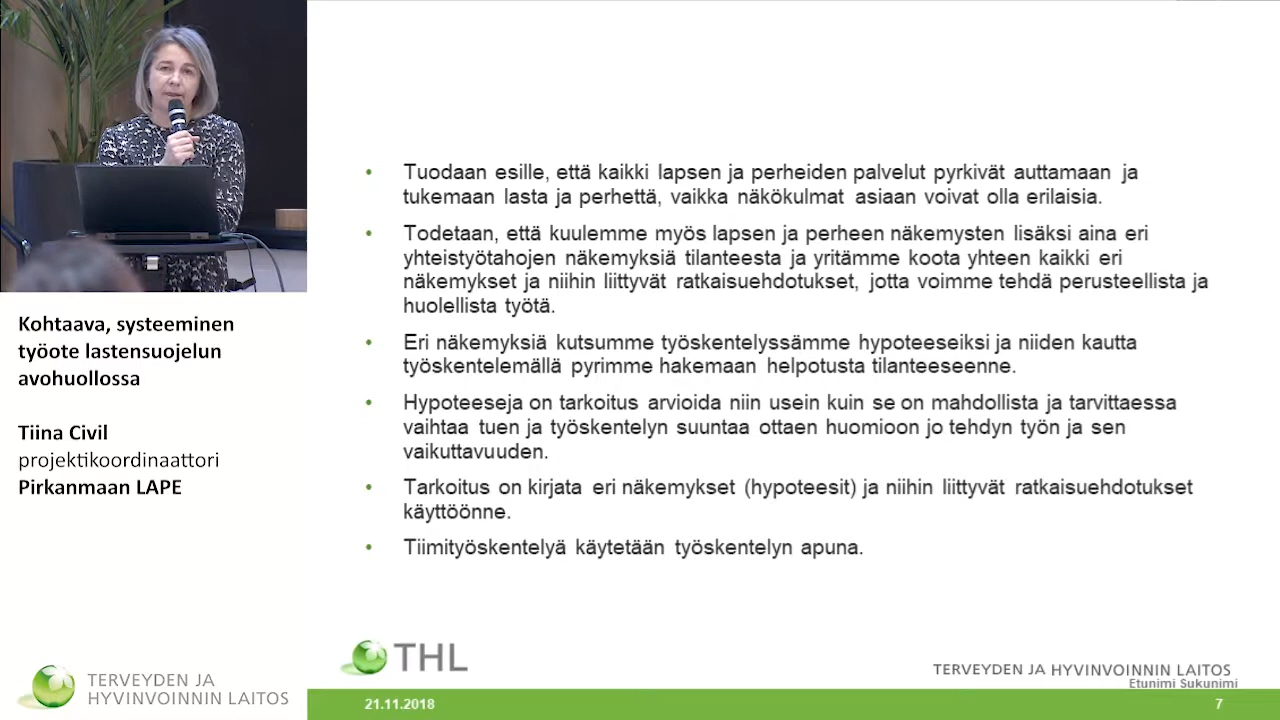 Kohtaava, systeeminen
työote lastensuojelun
avohuollossa
Tiina Civil
projektikoordinaattori
Pirkanmaan LAPE
TERVEYDEN JA
HYVINVOINNIN LAITOS
• Tuodaan esille, että kaikki lapsen ja perheiden palvelut pyrkivät auttamaan ja
tukemaan lasta ja perhettä, vaikka näkökulmat asiaan voivat olla erilaisia.
• Todetaan, että kuulemme myös lapsen ja perheen näkemysten lisäksi aina eri
yhteistyötahojen näkemyksiä tilanteesta ja yritämme koota yhteen kaikki eri
näkemykset ja niihin liittyvät ratkaisuehdotukset, jotta voimme tehdä perusteellista ja
huolellista työtä.
• Eri näkemyksiä kutsumme työskentelyssämme hypoteeseiksi ja niiden kautta
työskentelemällä pyrimme hakemaan helpotusta tilanteeseenne.
• Hypoteeseja on tarkoitus arvioida niin usein kuin se on mahdollista ja tarvittaessa
vaihtaa tuen ja työskentelyn suuntaa ottaen huomioon jo tehdyn työn ja sen
vaikuttavuuden.
• Tarkoitus on kirjata eri näkemykset (hypoteesit) ja niihin liittyvät ratkaisuehdotukset
käyttöönne.
• Tiimityöskentelyä käytetään työskentelyn apuna.
THL
TERVEYDEN JA HYVINVOINNIN LAITOS
Etunimi Sukunimi
21.11.2018
7